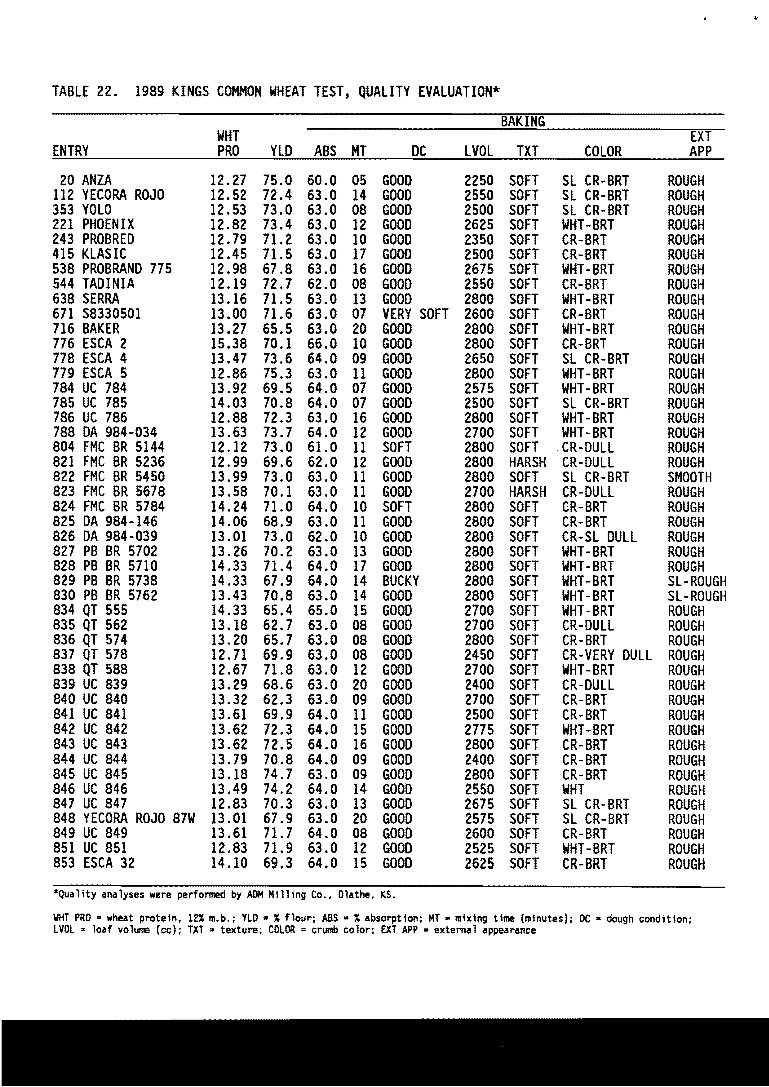 TABLE 22. 1989 KINGS COMMON WHEAT TEST, QUALITY EVALUATION*
BAKING
WHT EXT
ENTRY PRO YLD ABS MT DC LVOL TXT COLOR APP
20 ANZA 12.27 75.0 60.0 05 GOOD 2250 SOFT SL CR-BRT ROUGH
112 YECORA ROJO 12.52 72.4 63.0 14 GOOD 2550 SOFT SL CR-BRT ROUGH
353 YOLO 12.53 73.0 63.0 08 GOOD 2500 SOFT SL CR-BRT ROUGH
221 PHOENIX 12.82 73.4 63.0 12 GOOD 2625 SOFT WHT-BRT ROUGH
243 PROBRED 12.79 71.2 63.0 10 GOOD 2350 SOFT CR-BRT ROUGH
415 KLASIC 12.45 71.5 63.0 17 GOOD 2500 SOFT CR-BRT ROUGH
538 PROBRAND 775 12.98 67.8 63.0 16 GOOD 2675 SOFT WHT-BRT ROUGH
544 TADINIA 12.19 72.7 62.0 08 GOOD 2550 SOFT CR-BRT ROUGH
638 SERRA 13.16 71.5 63.0 13 GOOD 2800 SOFT WHT-BRT ROUGH
671 S8330501 13.00 71.6 63.0 07 VERY SOFT 2600 SOFT CR-BRT ROUGH
716 BAKER 13.27 65.5 63.0 20 GOOD 2800 SOFT WHT-BRT ROUGH
776 ESCA 2 15.38 70.1 66.0 10 GOOD 2800 SOFT CR-BRT ROUGH
778 ESCA 4 13.47 73.6 64.0 09 GOOD 2650 SOFT SL CR-BRT ROUGH
779 ESCA 5 12.86 75.3 63.0 11 GOOD 2800 SOFT WHT-BRT ROUGH
784 UC 784 13.92 69.5 64.0 07 GOOD 2575 SOFT WHT-BRT ROUGH
785 UC 785 14.03 70.8 64.0 07 GOOD 2500 SOFT SL CR-BRT ROUGH
786 UC 786 12.88 72.3 63.0 16 GOOD 2800 SOFT WHT-BRT ROUGH
788 DA 984-034 13.63 73.7 64.0 12 GOOD 2700 SOFT WHT-BRT ROUGH
804 FMC BR 5144 12.12 73.0 61.0 11 SOFT 2800 SOFT CR-DULL ROUGH
821 FMC BR 5236 12.99 69.6 62.0 12 GOOD 2800 HARSH CR-DULL ROUGH
822 FMC BR 5450 13.99 73.0 63.0 11 GOOD 2800 SOFT SL CR-BRT SMOOTH
823 FMC BR 5678 13.58 70.1 63.0 11 GOOD 2700 HARSH CR-DULL ROUGH
824 FMC BR 5784 14.24 71.0 64.0 10 SOFT 2800 SOFT CR-BRT ROUGH
825 DA 984-146 14.06 68.9 63.0 11 GOOD 2800 SOFT CR-BRT ROUGH
826 DA 984-039 13.01 73.0 62.0 10 GOOD 2800 SOFT CR-SL DULL ROUGH
827 PB BR 5702 13.26 70.2 63.0 13 GOOD 2800 SOFT WHT-BRT ROUGH
828 PB BR 5710 14.33 71.4 64.0 17 GOOD 2800 SOFT WHT-BRT ROUGH
829 PB BR 5738 14.33 67.9 64.0 14 BUCKY 2800 SOFT WHT-BRT SL-ROUGH
830 PB BR 5762 13.43 70.8 63.0 14 GOOD 2800 SOFT WHT-BRT SL-ROUGH
834 QT 555 14.33 65.4 65.0 15 GOOD 2700 SOFT WHT-BRT ROUGH
835 QT 562 13.18 62.7 63.0 08 GOOD 2700 SOFT CR-DULL ROUGH
836 QT 574 13.20 65.7 63.0 08 GOOD 2800 SOFT CR-BRT ROUGH
837 QT 578 12.71 69.9 63.0 08 GOOD 2450 SOFT CR-VERY DULL ROUGH
838 QT 588 12.67 71.8 63.0 12 GOOD 2700 SOFT WHT-BRT ROUGH
839 UC 839 13.29 68.6 63.0 20 GOOD 2400 SOFT CR-DULL ROUGH
840 UC 840 13.32 62.3 63.0 09 GOOD 2700 SOFT CR-BRT ROUGH
841 UC 841 13.61 69.9 64.0 11 GOOD 2500 SOFT CR-BRT ROUGH
842 UC 842 13.62 72.3 64.0 15 GOOD 2775 SOFT WHT-BRT ROUGH
843 UC 843 13.62 72.5 64.0 16 GOOD 2800 SOFT CR-BRT ROUGH
844 UC 844 13.79 70.8 64.0 09 GOOD 2400 SOFT CR-BRT ROUGH
845 UC 845 13.18 74.7 63.0 09 GOOD 2800 SOFT CR-BRT ROUGH
846 UC 846 13.49 74.2 64.0 14 GOOD 2550 SOFT WHT ROUGH
847 UC 847 12.83 70.3 63.0 13 GOOD 2675 SOFT SL CR-BRT ROUGH
848 YECORA ROJO 87W 13.01 67.9 63.0 20 GOOD 2575 SOFT SL CR-BRT ROUGH
849 UC 849 13.61 71.7 64.0 08 GOOD 2600 SOFT CR-BRT ROUGH
851 UC 851 12.83 71.9 63.0 12 GOOD 2525 SOFT WHT-BRT ROUGH
853 ESCA 32 14.10 69.3 64.0 15 GOOD 2625 SOFT CR-BRT ROUGH
*Quality analyses were performed by ADM Milling Co., Olathe, KS.
WHT PRO = wheat protein, 12% m.b.; YLD = % flour; ABS = % absorption; MT = mixing time (minutes); DC = dough condition;
LVOL = loaf volume (cc); TXT = texture; COLOR = crumb color; EXT APP = external appearance